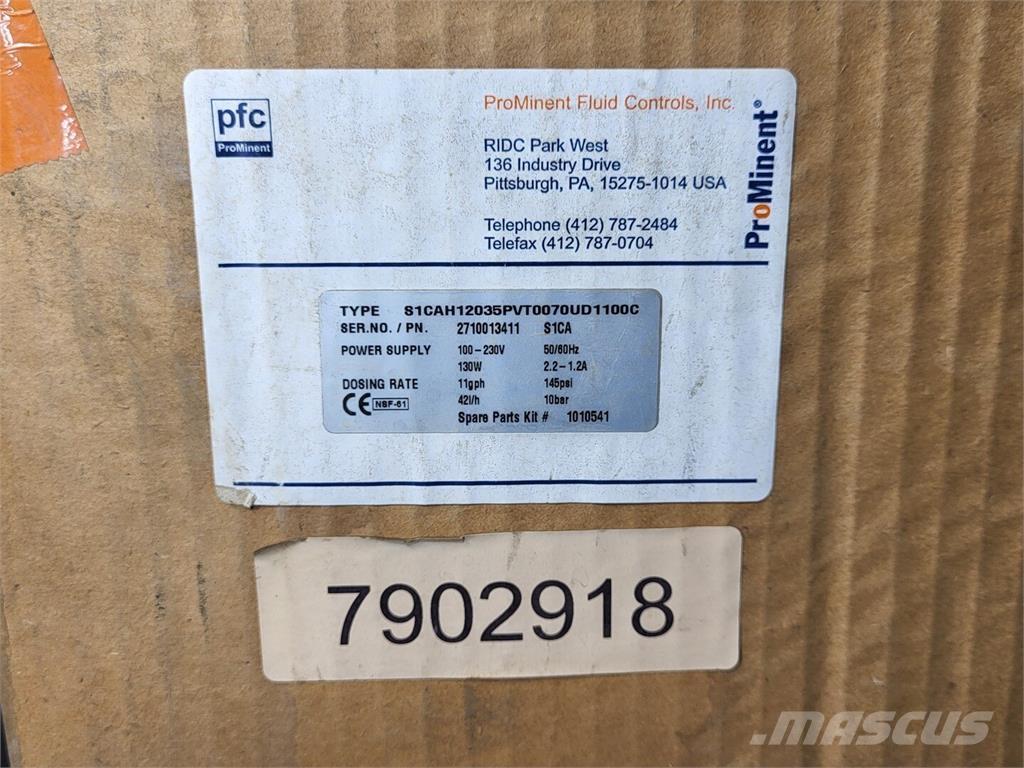 pfc
ProMinent
ProMinent Fluid Controls, Inc.
RIDC Park West
136 Industry Drive
Pittsburgh, PA, 15275-1014 USA
Telephone (412) 787-2484
Telefax (412) 787-0704
ProMinent®
TYPE S1CAH12035PVT0070UD1100C
SER.NO. / PN. 2710013411 S1CA
POWER SUPPLY 100-230V 50/60Hz
130W 2.2-1.2A
DOSING RATE 11gph 145psi
CE NSF-61 42l/h 10bar
Spare Parts Kit # 1010541
7902918
MASCUS